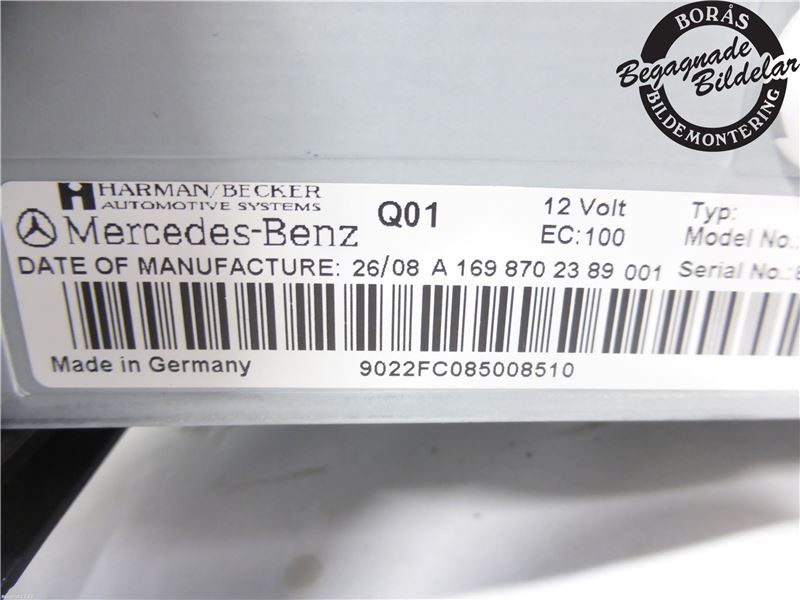 BORÅS
Begagnade
Bildelar
BILDEMONTERING
HARMAN/BECKER
AUTOMOTIVE SYSTEMS
Mercedes-Benz
Q01
12 Volt
EC:100
Typ:
Model No.:
DATE OF MANUFACTURE: 26/08 A 169 870 23 89 001 Serial No.:
Made in Germany
9022FC085008510